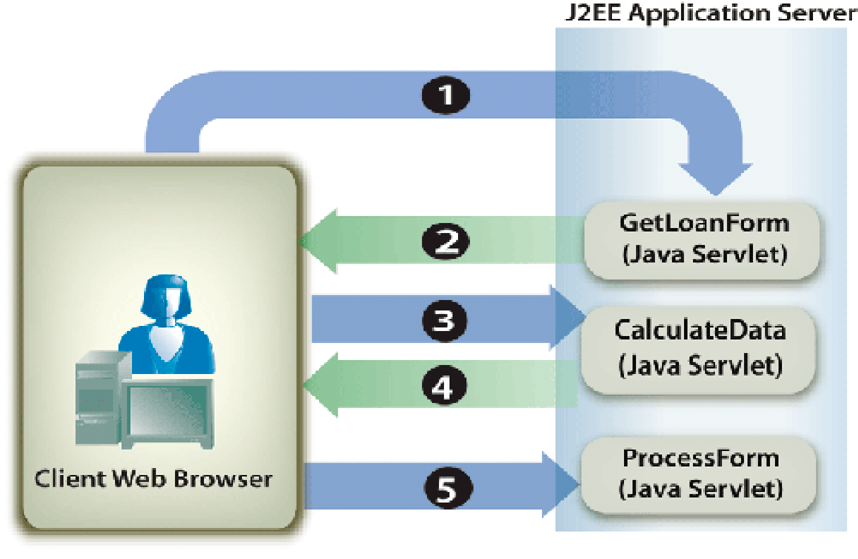 J2EE Application Server
1
GetLoanForm
(Java Servlet)
2
3
CalculateData
(Java Servlet)
4
ProcessForm
(Java Servlet)
5
Client Web Browser